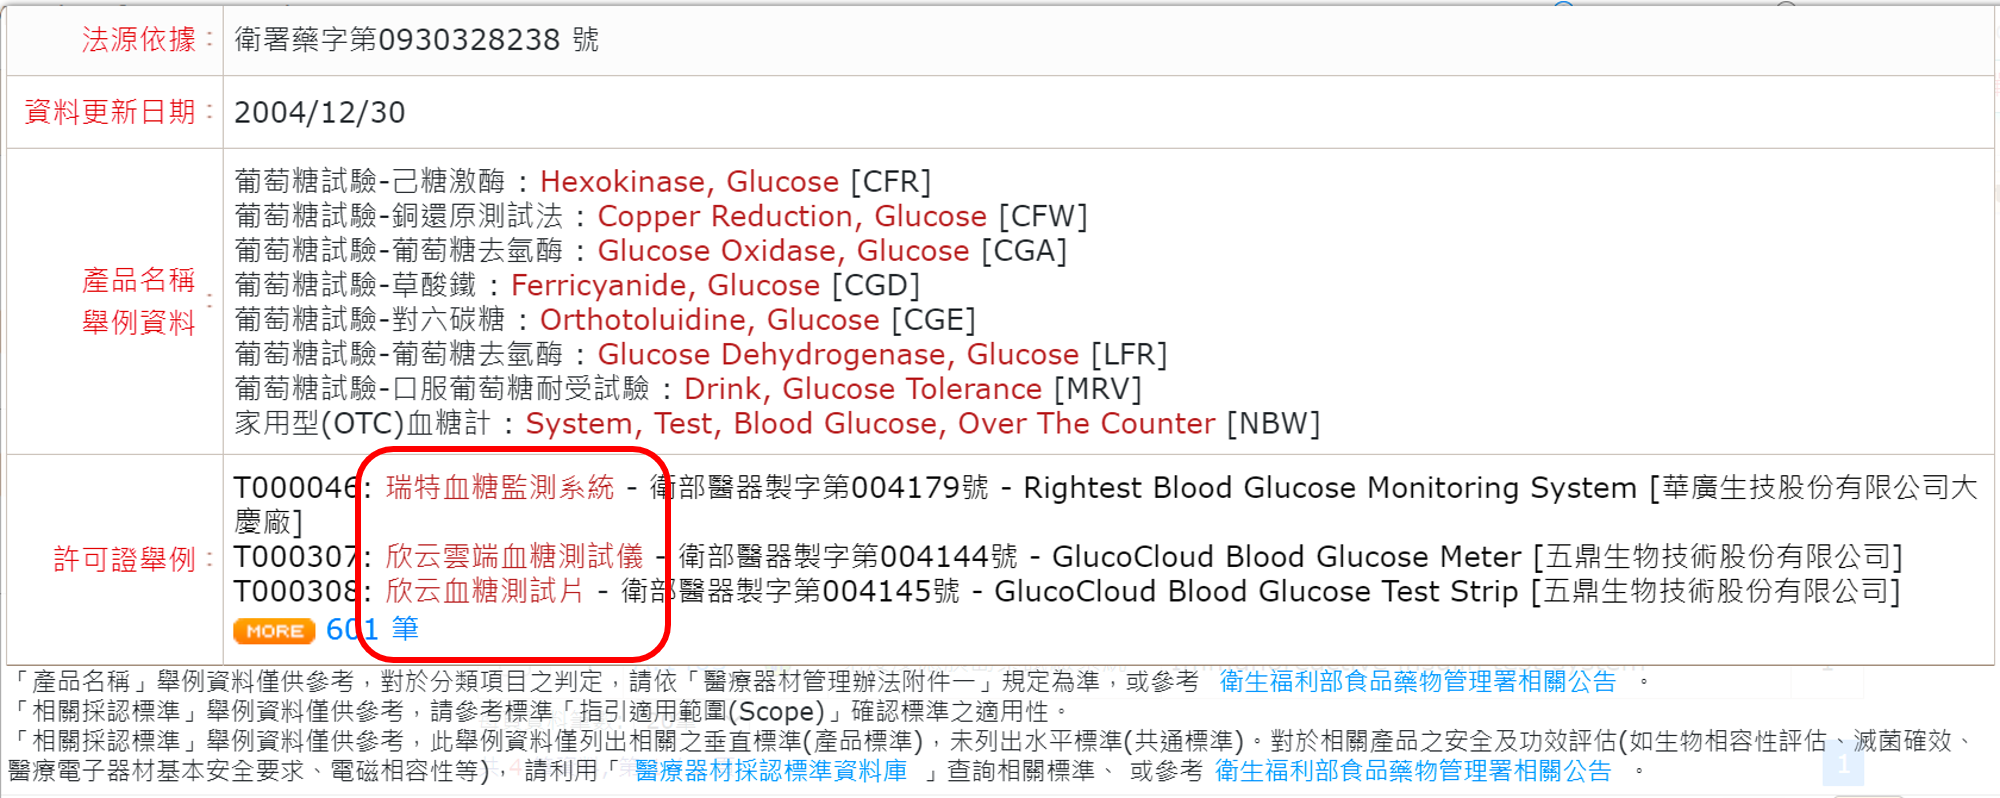 法源依據： 衛署藥字第0930328238 號
資料更新日期： 2004/12/30
產品名稱舉例資料：
葡萄糖試驗-己糖激酶 : Hexokinase, Glucose [CFR]
葡萄糖試驗-銅還原測試法 : Copper Reduction, Glucose [CFW]
葡萄糖試驗-葡萄糖去氫酶 : Glucose Oxidase, Glucose [CGA]
葡萄糖試驗-草酸鐵 : Ferricyanide, Glucose [CGD]
葡萄糖試驗-對六碳糖 : Orthotoluidine, Glucose [CGE]
葡萄糖試驗-葡萄糖去氫酶 : Glucose Dehydrogenase, Glucose [LFR]
葡萄糖試驗-口服葡萄糖耐受試驗 : Drink, Glucose Tolerance [MRV]
家用型(OTC)血糖計 : System, Test, Blood Glucose, Over The Counter [NBW]
許可證舉例：
T000046: 瑞特血糖監測系統 - 衛部醫器製字第004179號 - Rightest Blood Glucose Monitoring System [華廣生技股份有限公司大
慶廠]
T000307: 欣云雲端血糖測試儀 - 衛部醫器製字第004144號 - GlucoCloud Blood Glucose Meter [五鼎生物技術股份有限公司]
T000308: 欣云血糖測試片 - 衛部醫器製字第004145號 - GlucoCloud Blood Glucose Test Strip [五鼎生物技術股份有限公司]
MORE 601 筆
「產品名稱」舉例資料僅供參考，對於分類項目之判定，請依「醫療器材管理辦法附件一」規定為準，或參考 衛生福利部食品藥物管理署相關公告 。
「相關採認標準」舉例資料僅供參考，請參考標準「指引適用範圍(Scope)」確認標準之適用性。
「相關採認標準」舉例資料僅供參考，此舉例資料僅列出相關之垂直標準(產品標準)，未列出水平標準(共通標準)。對於相關產品之安全及功效評估(如生物相容性評估、滅菌確效、
醫療電子器材基本安全要求、電磁相容性等)，請利用「 醫療器材採認標準資料庫 」查詢相關標準、 或參考 衛生福利部食品藥物管理署相關公告 。
1